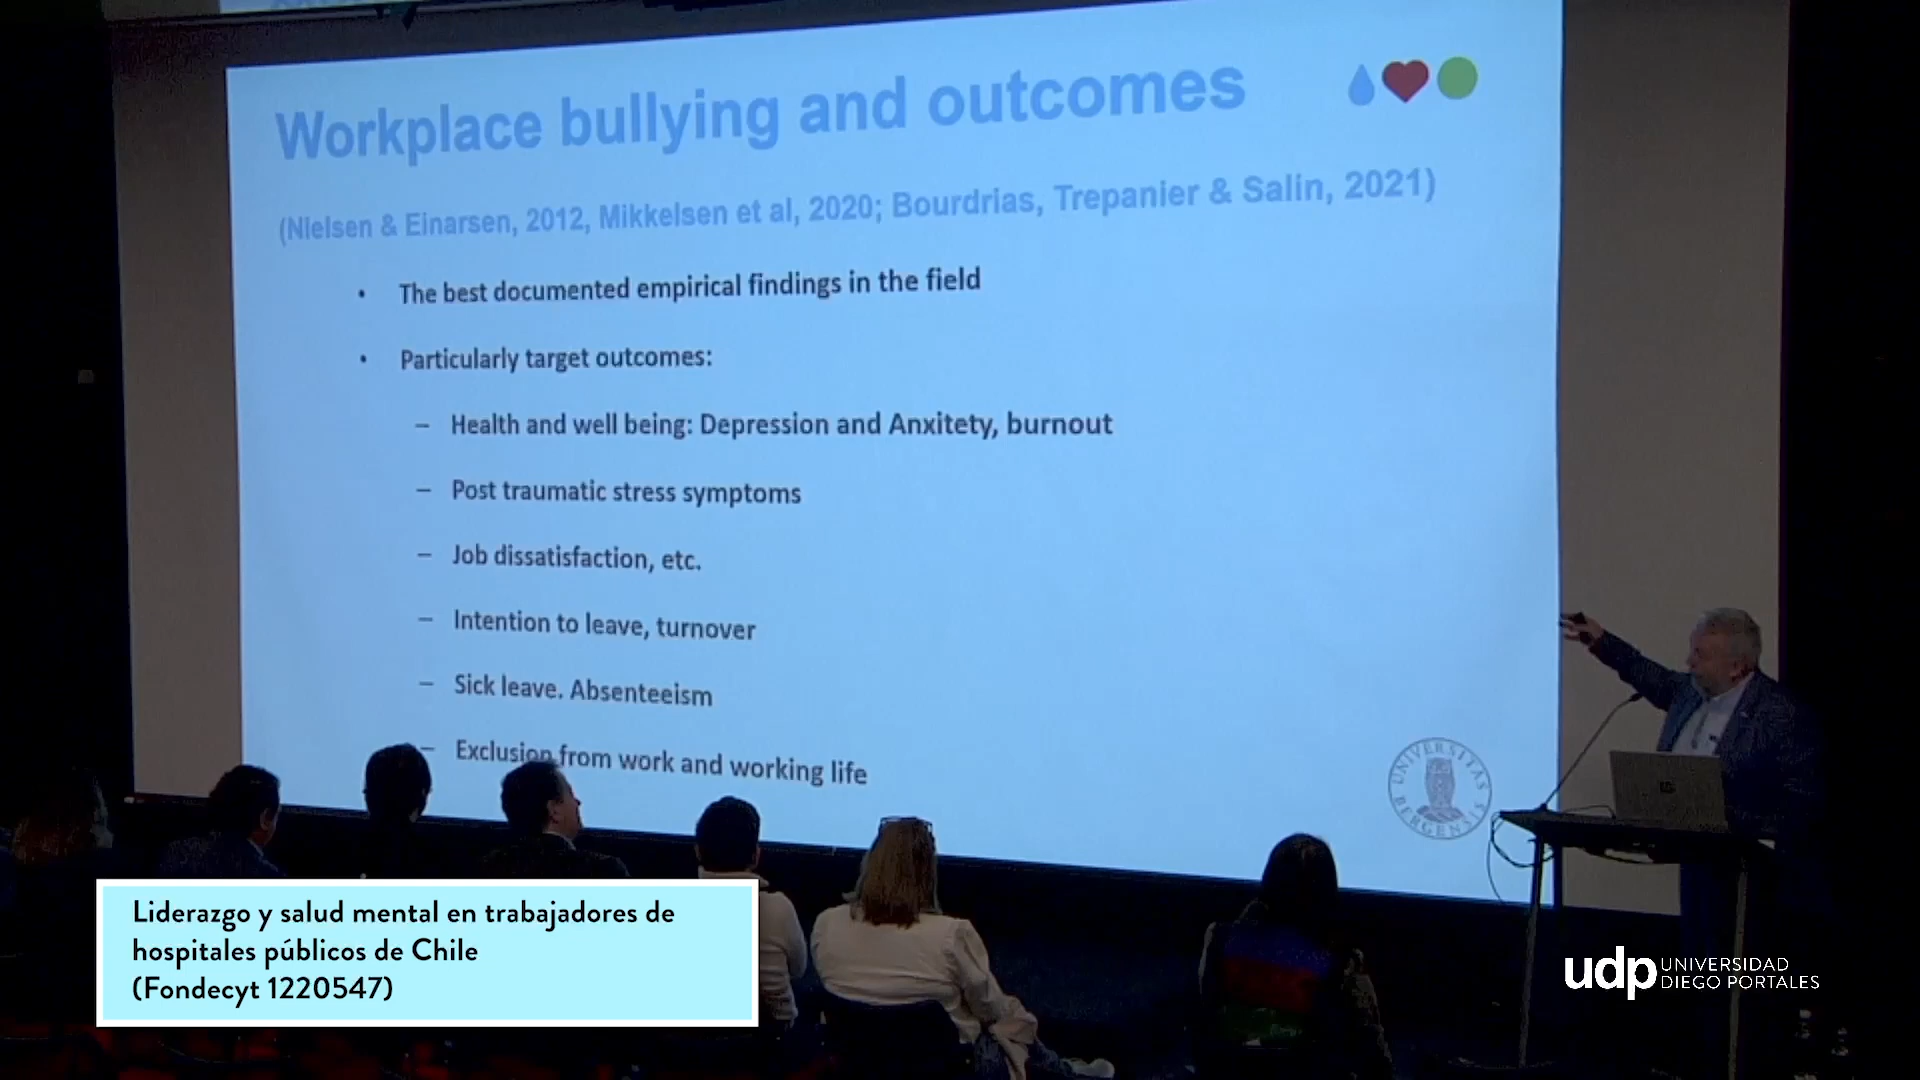 Workplace bullying and outcomes
(Nielsen & Einarsen, 2012, Mikkelsen et al, 2020; Bourdrias, Trepanier & Salin, 2021)
• The best documented empirical findings in the field
• Particularly target outcomes:
– Health and well being: Depression and Anxitety, burnout
– Post traumatic stress symptoms
– Job dissatisfaction, etc.
– Intention to leave, turnover
– Sick leave. Absenteeism
– Exclusion from work and working life
UNIVERSITAS BERGENSIS
Liderazgo y salud mental en trabajadores de
hospitales públicos de Chile
(Fondecyt 1220547)
udp UNIVERSIDAD
DIEGO PORTALES